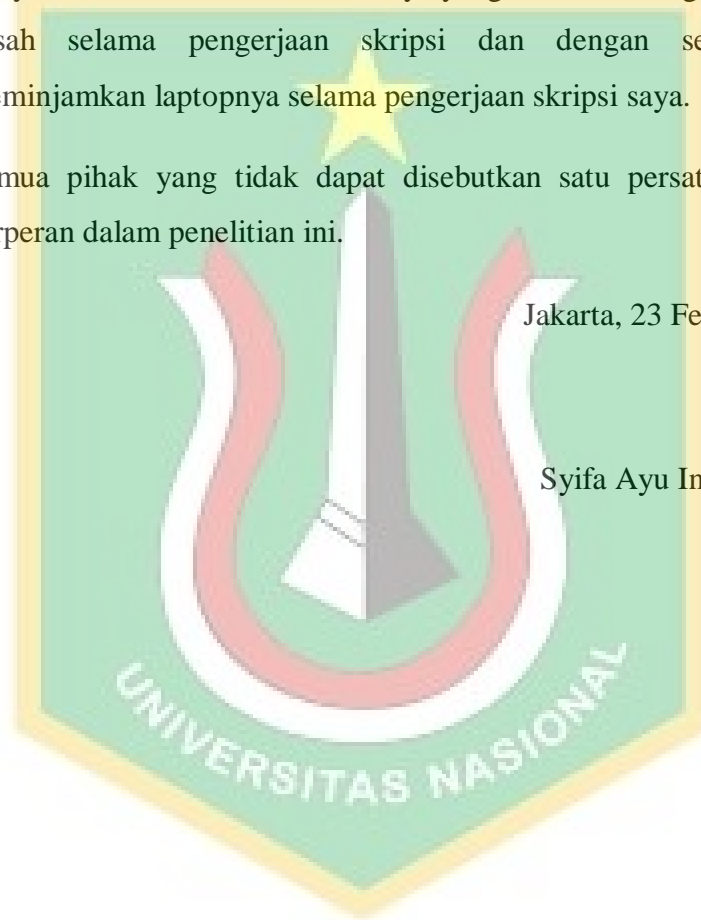 sah selama pengerjaan skripsi dan dengan se
eminjamkan laptopnya selama pengerjaan skripsi saya.
mua pihak yang tidak dapat disebutkan satu persat
rperan dalam penelitian ini.
Jakarta, 23 Fe
Syifa Ayu In
UNIVERSITAS NASIONAL